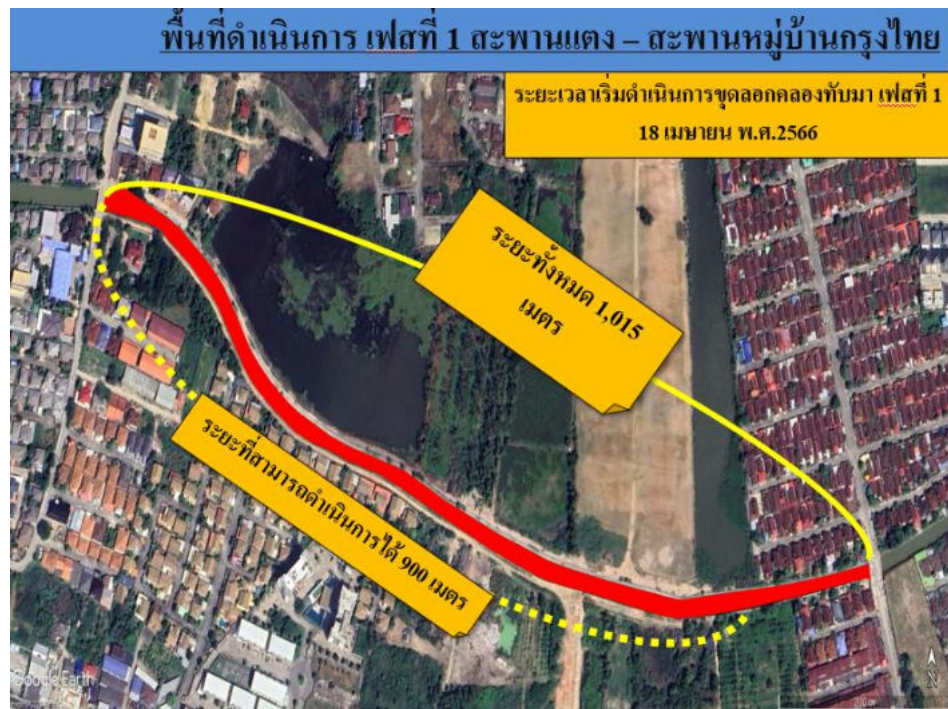 พื้นที่ดำเนินการ เฟสที่ 1 สะพานแตง – สะพานหมู่บ้านกรุงไทย
ระยะเวลาเริ่มดำเนินการขุดลอกคลองทับมา เฟสที่ 1
18 เมษายน พ.ศ.2566
ระยะทั้งหมด 1,015
เมตร
ระยะที่สามารถดำเนินการได้ 900 เมตร
Google Earth
N